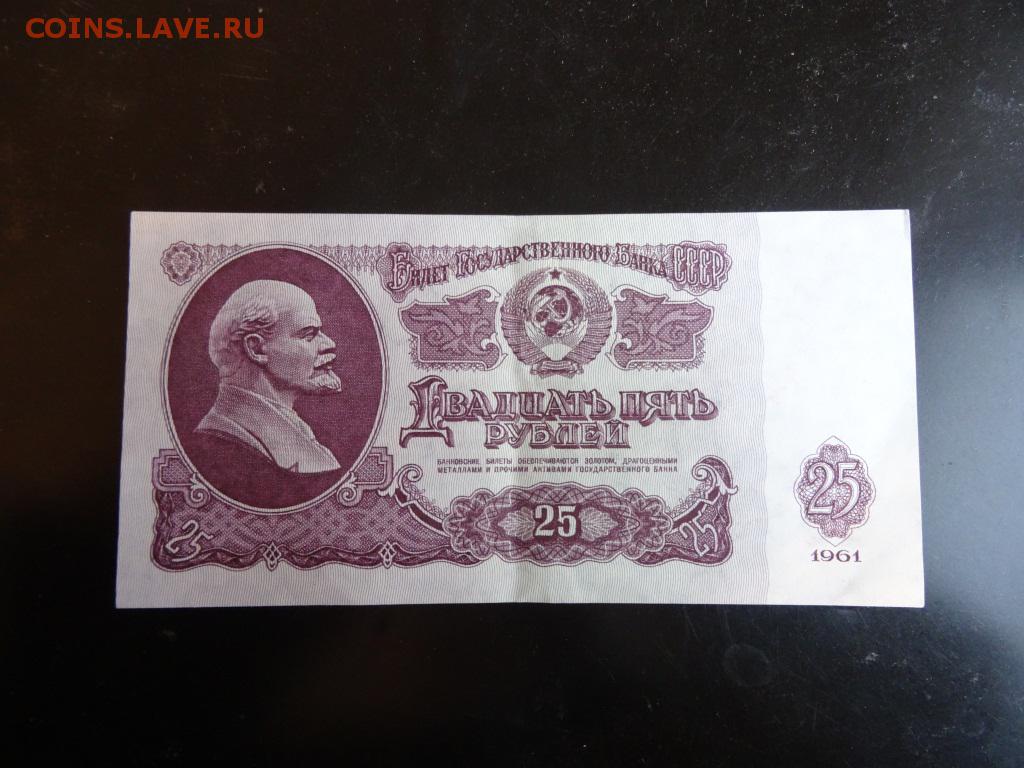 COINS.LAVE.RU
Билет Государственного Банка СССР
Двадцать пять
рублей
БАНКОВСКИЕ БИЛЕТЫ ОБЕСПЕЧИВАЮТСЯ ЗОЛОТОМ, ДРАГОЦЕННЫМИ
МЕТАЛЛАМИ И ПРОЧИМИ АКТИВАМИ ГОСУДАРСТВЕННОГО БАНКА
25
25
25
25
1961